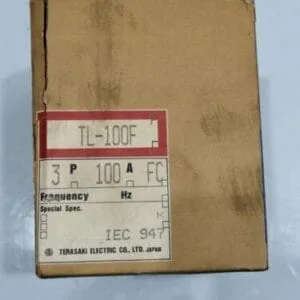 TL-100F
3 P 100 A FC
Frequency Hz
Special Spec.
IEC 947
TERASAKI ELECTRIC CO., LTD. JAPAN